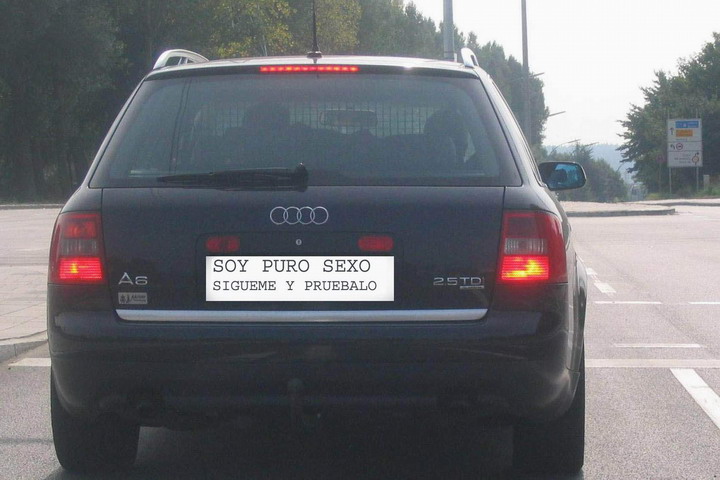 SOY PURO SEXO
SIGUEME Y PRUEBALO
A6
2.5TDI